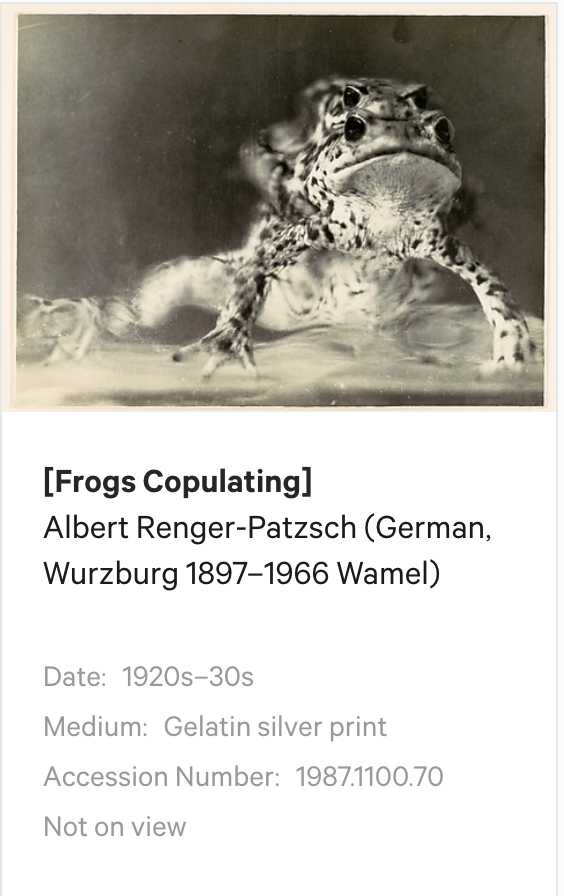 [Frogs Copulating]
Albert Renger-Patzsch (German,
Wurzburg 1897–1966 Wamel)
Date: 1920s–30s
Medium: Gelatin silver print
Accession Number: 1987.1100.70
Not on view